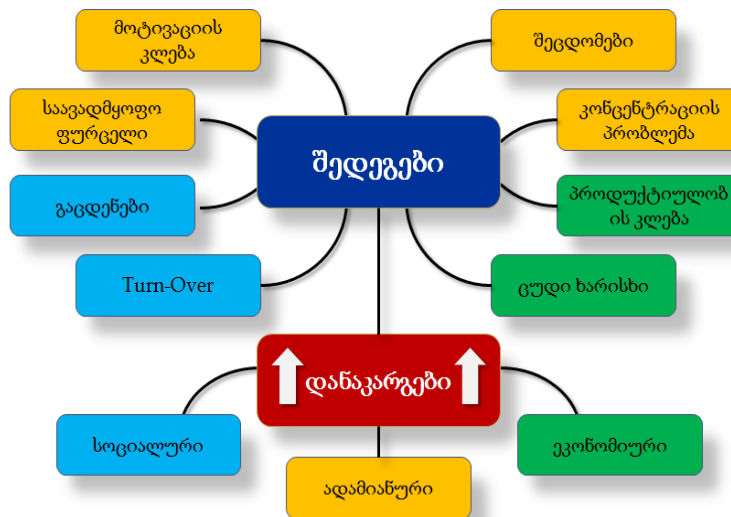 მოტივაციის
კლება
შეცდომები
საავადმყოფო
ფურცელი
კონცენტრაციის
პრობლემა
შედეგები
გაცდენები
პროდუქტიულობ
ის კლება
Turn-Over
ცუდი ხარისხი
დანაკარგები
სოციალური
ეკონომიური
ადამიანური